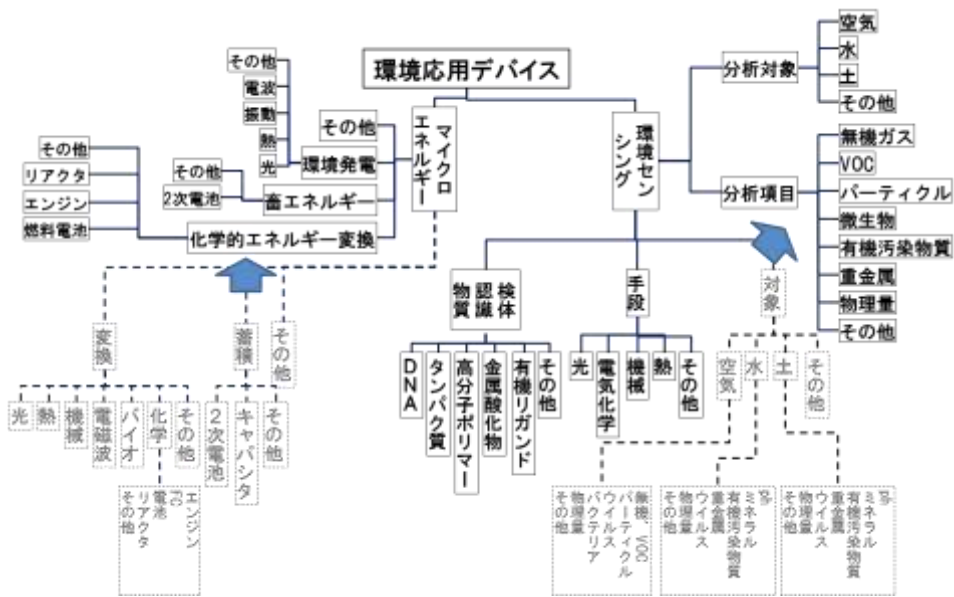 環境応用デバイス
マイクロ
エネルギー
その他
環境発電
その他
電波
振動
熱
光
畜エネルギー
その他
2次電池
化学的エネルギー変換
その他
リアクタ
エンジン
燃料電池
環境セン
シング
分析対象
空気
水
土
その他
分析項目
無機ガス
VOC
パーティクル
微生物
有機汚染物質
重金属
物理量
その他
検体
認識
物質
DNA
タンパク質
高分子ポリマー
金属酸化物
有機リガンド
その他
手段
光
電気化学
機械
熱
その他
変換
光
熱
機械
電磁波
バイオ
化学
その他
エンジン
FC
電池
リアクタ
その他
蓄積
2次電池
キャパシタ
その他
その他
対象
空気
水
土
その他
無機、VOC
パーティクル
ウイルス
バクテリア
物理量
その他
ph
ミネラル
有機汚染物質
重金属
ウイルス
物理量
その他
ph
ミネラル
有機汚染物質
重金属
ウイルス
物理量
その他